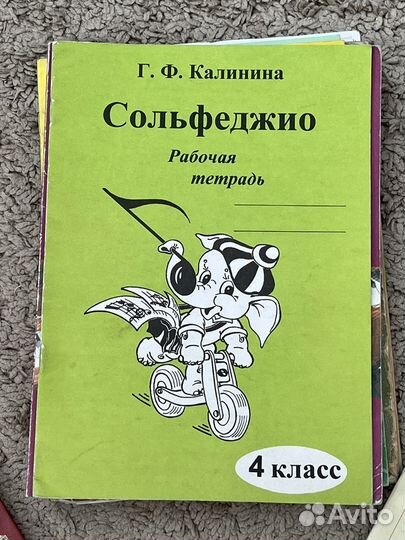 Г. Ф. Калинина
Сольфеджио
Рабочая
тетрадь
4 класс
Avito